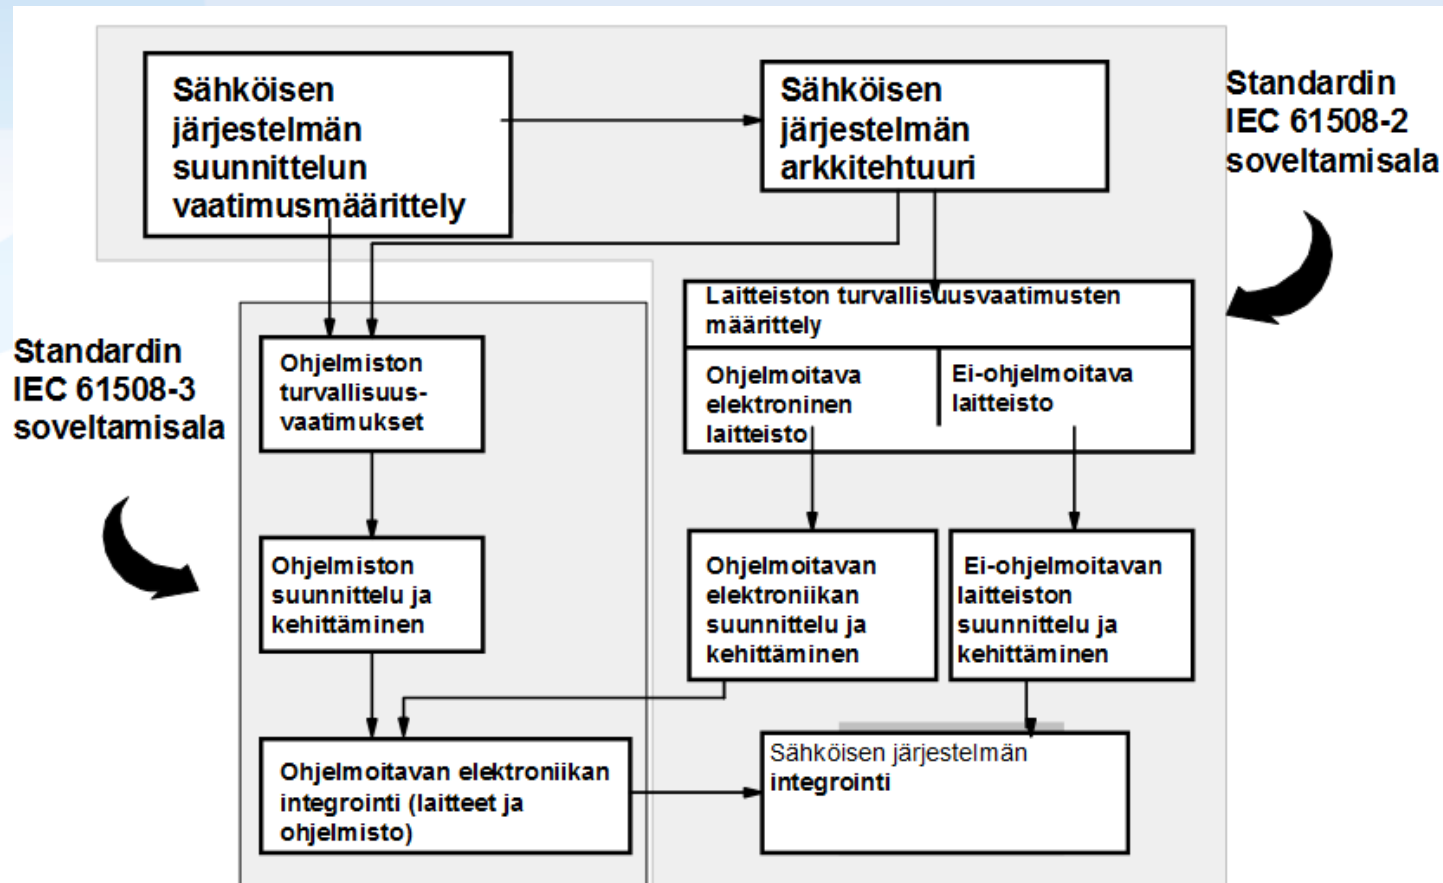 Sähköisen
järjestelmän
suunnittelun
vaatimusmäärittely
Sähköisen
järjestelmän
arkkitehtuuri
Standardin
IEC 61508-2
soveltamisala
Laitteiston turvallisuusvaatimusten
määrittely
Ohjelmoitava
elektroninen
laitteisto
Ei-ohjelmoitava
laitteisto
Standardin
IEC 61508-3
soveltamisala
Ohjelmiston
turvallisuus-
vaatimukset
Ohjelmiston
suunnittelu ja
kehittäminen
Ohjelmoitavan
elektroniikan
suunnittelu ja
kehittäminen
Ei-ohjelmoitavan
laitteiston
suunnittelu ja
kehittäminen
Ohjelmoitavan elektroniikan
integrointi (laitteet ja
ohjelmisto)
Sähköisen järjestelmän
integrointi